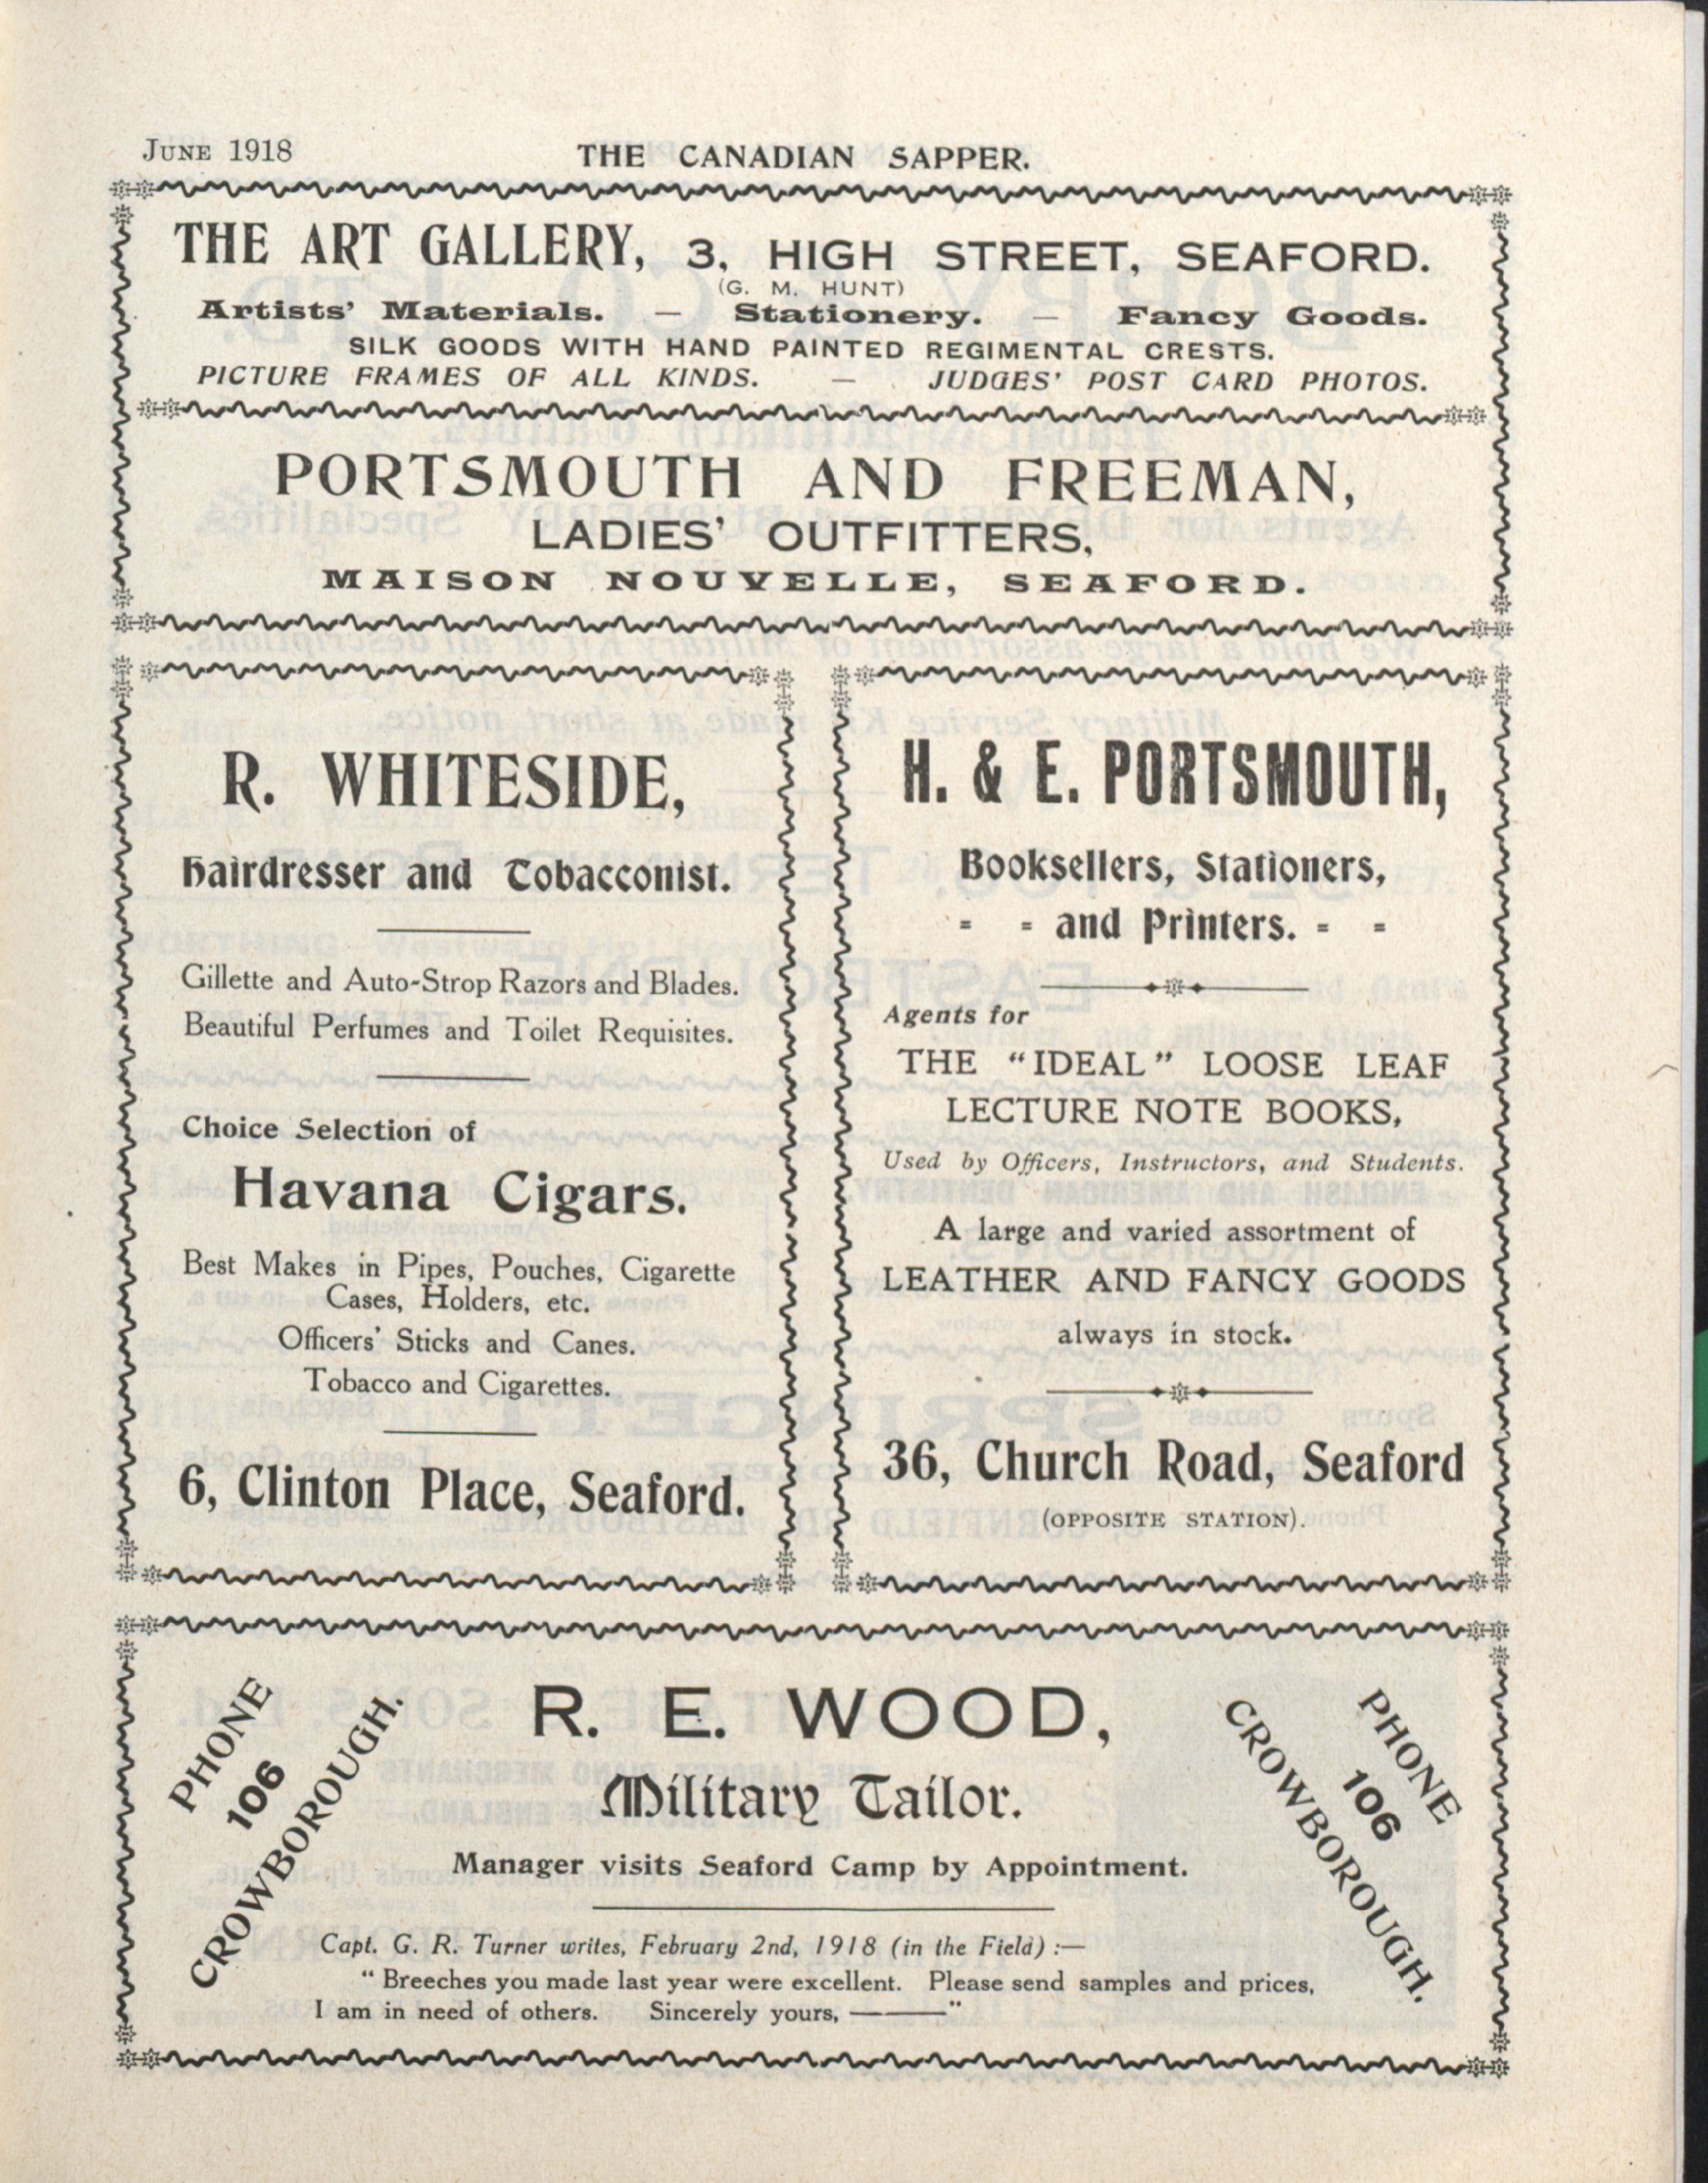 JUNE 1918
THE CANADIAN SAPPER.
THE ART GALLERY, 3, HIGH STREET, SEAFORD.
(G. M. HUNT)
Artists' Materials. — Stationery. — Fancy Goods.
SILK GOODS WITH HAND PAINTED REGIMENTAL CRESTS.
PICTURE FRAMES OF ALL KINDS. — JUDGES' POST CARD PHOTOS.
PORTSMOUTH AND FREEMAN,
LADIES' OUTFITTERS,
MAISON NOUVELLE, SEAFORD.
R. WHITESIDE,
Hairdresser and Tobacconist.
Gillette and Auto-Strop Razors and Blades.
Beautiful Perfumes and Toilet Requisites.
Choice Selection of
Havana Cigars.
Best Makes in Pipes, Pouches, Cigarette
Cases, Holders, etc.
Officers' Sticks and Canes.
Tobacco and Cigarettes.
6, Clinton Place, Seaford.
H. & E. PORTSMOUTH,
Booksellers, Stationers,
- - and Printers. - -
Agents for
THE "IDEAL" LOOSE LEAF
LECTURE NOTE BOOKS,
Used by Officers, Instructors, and Students.
A large and varied assortment of
LEATHER AND FANCY GOODS
always in stock.
36, Church Road, Seaford
(OPPOSITE STATION).
PHONE
106
CROWBOROUGH.
R. E. WOOD,
Military Tailor.
Manager visits Seaford Camp by Appointment.
Capt. G. R. Turner writes, February 2nd, 1918 (in the Field) :—
"Breeches you made last year were excellent. Please send samples and prices,
I am in need of others. Sincerely yours, ———"
PHONE
106
CROWBOROUGH.